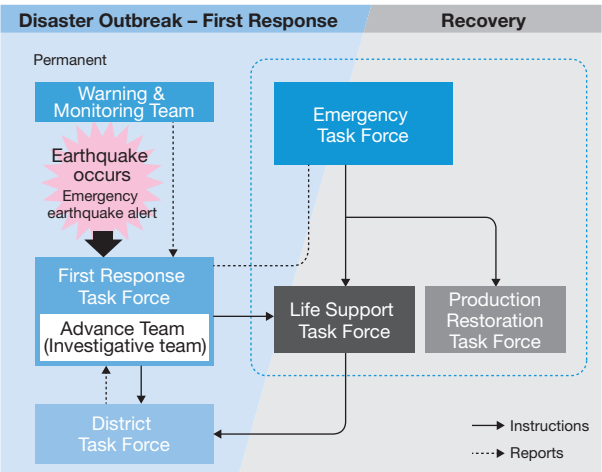 Disaster Outbreak – First Response
Recovery
Permanent
Warning &
Monitoring Team
Earthquake
occurs
Emergency
earthquake alert
Emergency
Task Force
First Response
Task Force
Advance Team
(Investigative team)
Life Support
Task Force
Production
Restoration
Task Force
District
Task Force
Instructions
Reports